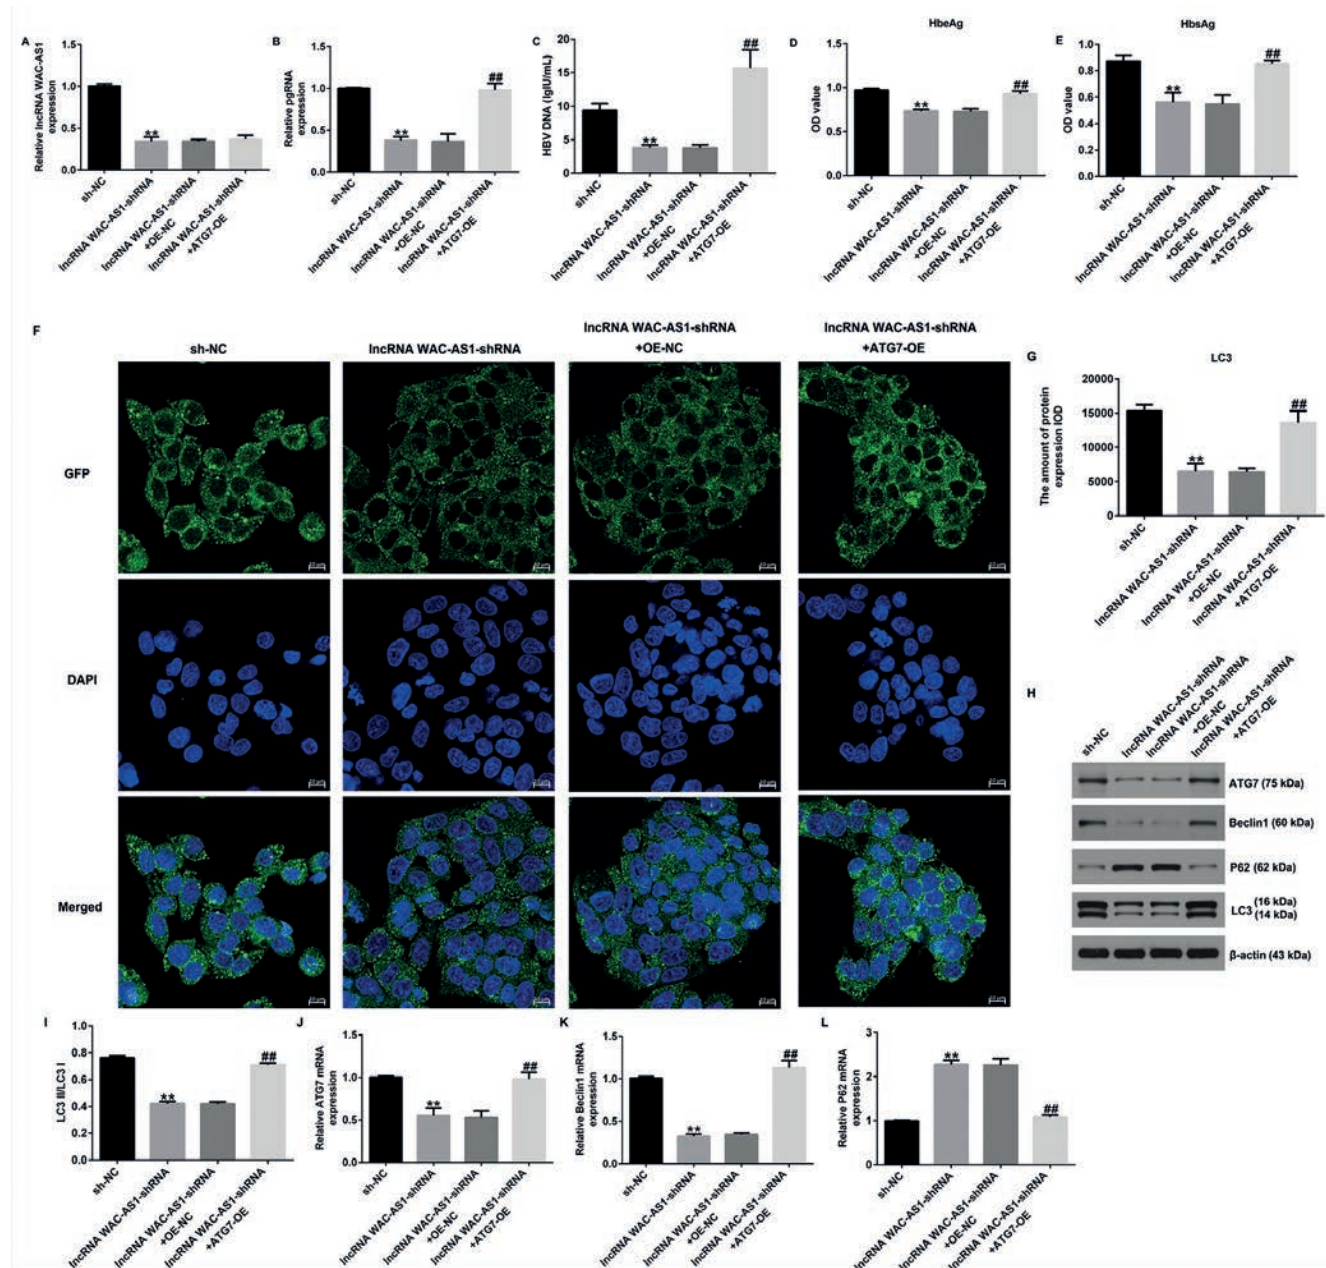 A
Relative lncRNA WAC-AS1
expression
1.5
1.0
0.5
0.0
**
sh-NC
lncRNA WAC-AS1-shRNA
lncRNA WAC-AS1-shRNA
+OE-NC
lncRNA WAC-AS1-shRNA
+ATG7-OE
B
Relative pgRNA
expression
1.5
1.0
0.5
0.0
**
##
sh-NC
lncRNA WAC-AS1-shRNA
lncRNA WAC-AS1-shRNA
+OE-NC
lncRNA WAC-AS1-shRNA
+ATG7-OE
C
HBV DNA (lgIU/mL)
20
15
10
5
0
**
##
sh-NC
lncRNA WAC-AS1-shRNA
lncRNA WAC-AS1-shRNA
+OE-NC
lncRNA WAC-AS1-shRNA
+ATG7-OE
D
HbeAg
OD value
1.5
1.0
0.5
0.0
**
##
sh-NC
lncRNA WAC-AS1-shRNA
lncRNA WAC-AS1-shRNA
+OE-NC
lncRNA WAC-AS1-shRNA
+ATG7-OE
E
HbsAg
OD value
1.0
0.8
0.6
0.4
0.2
0.0
**
##
sh-NC
lncRNA WAC-AS1-shRNA
lncRNA WAC-AS1-shRNA
+OE-NC
lncRNA WAC-AS1-shRNA
+ATG7-OE
F
sh-NC
lncRNA WAC-AS1-shRNA
lncRNA WAC-AS1-shRNA
+OE-NC
lncRNA WAC-AS1-shRNA
+ATG7-OE
GFP
DAPI
Merged
G
LC3
The amount of protein
expression IOD
20000
15000
10000
5000
0
**
##
sh-NC
lncRNA WAC-AS1-shRNA
lncRNA WAC-AS1-shRNA
+OE-NC
lncRNA WAC-AS1-shRNA
+ATG7-OE
H
sh-NC
lncRNA WAC-AS1-shRNA
lncRNA WAC-AS1-shRNA
+OE-NC
lncRNA WAC-AS1-shRNA
+ATG7-OE
ATG7 (75 kDa)
Beclin1 (60 kDa)
P62 (62 kDa)
LC3 (16 kDa)
(14 kDa)
β-actin (43 kDa)
I
LC3 II/LC3 I
0.8
0.6
0.4
0.2
0.0
1.0
**
##
sh-NC
lncRNA WAC-AS1-shRNA
lncRNA WAC-AS1-shRNA
+OE-NC
lncRNA WAC-AS1-shRNA
+ATG7-OE
J
Relative ATG7 mRNA
expression
1.5
1.0
0.5
0.0
**
##
sh-NC
lncRNA WAC-AS1-shRNA
lncRNA WAC-AS1-shRNA
+OE-NC
lncRNA WAC-AS1-shRNA
+ATG7-OE
K
Relative Beclin1 mRNA
expression
1.5
1.0
0.5
0.0
**
##
sh-NC
lncRNA WAC-AS1-shRNA
lncRNA WAC-AS1-shRNA
+OE-NC
lncRNA WAC-AS1-shRNA
+ATG7-OE
L
Relative P62 mRNA
expression
3
2
1
0
**
##
sh-NC
lncRNA WAC-AS1-shRNA
lncRNA WAC-AS1-shRNA
+OE-NC
lncRNA WAC-AS1-shRNA
+ATG7-OE